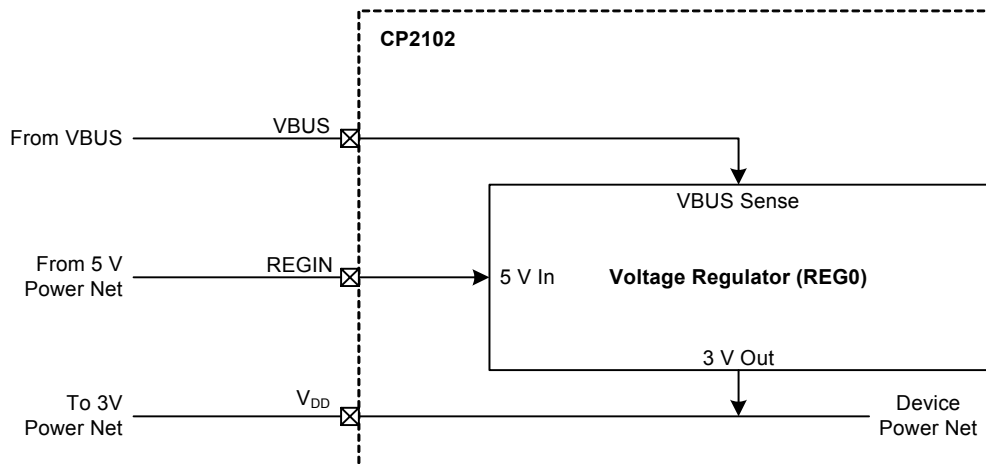 CP2102
From VBUS
VBUS
VBUS Sense
From 5 V
Power Net
REGIN
5 V In
Voltage Regulator (REG0)
3 V Out
To 3V
Power Net
VDD
Device
Power Net